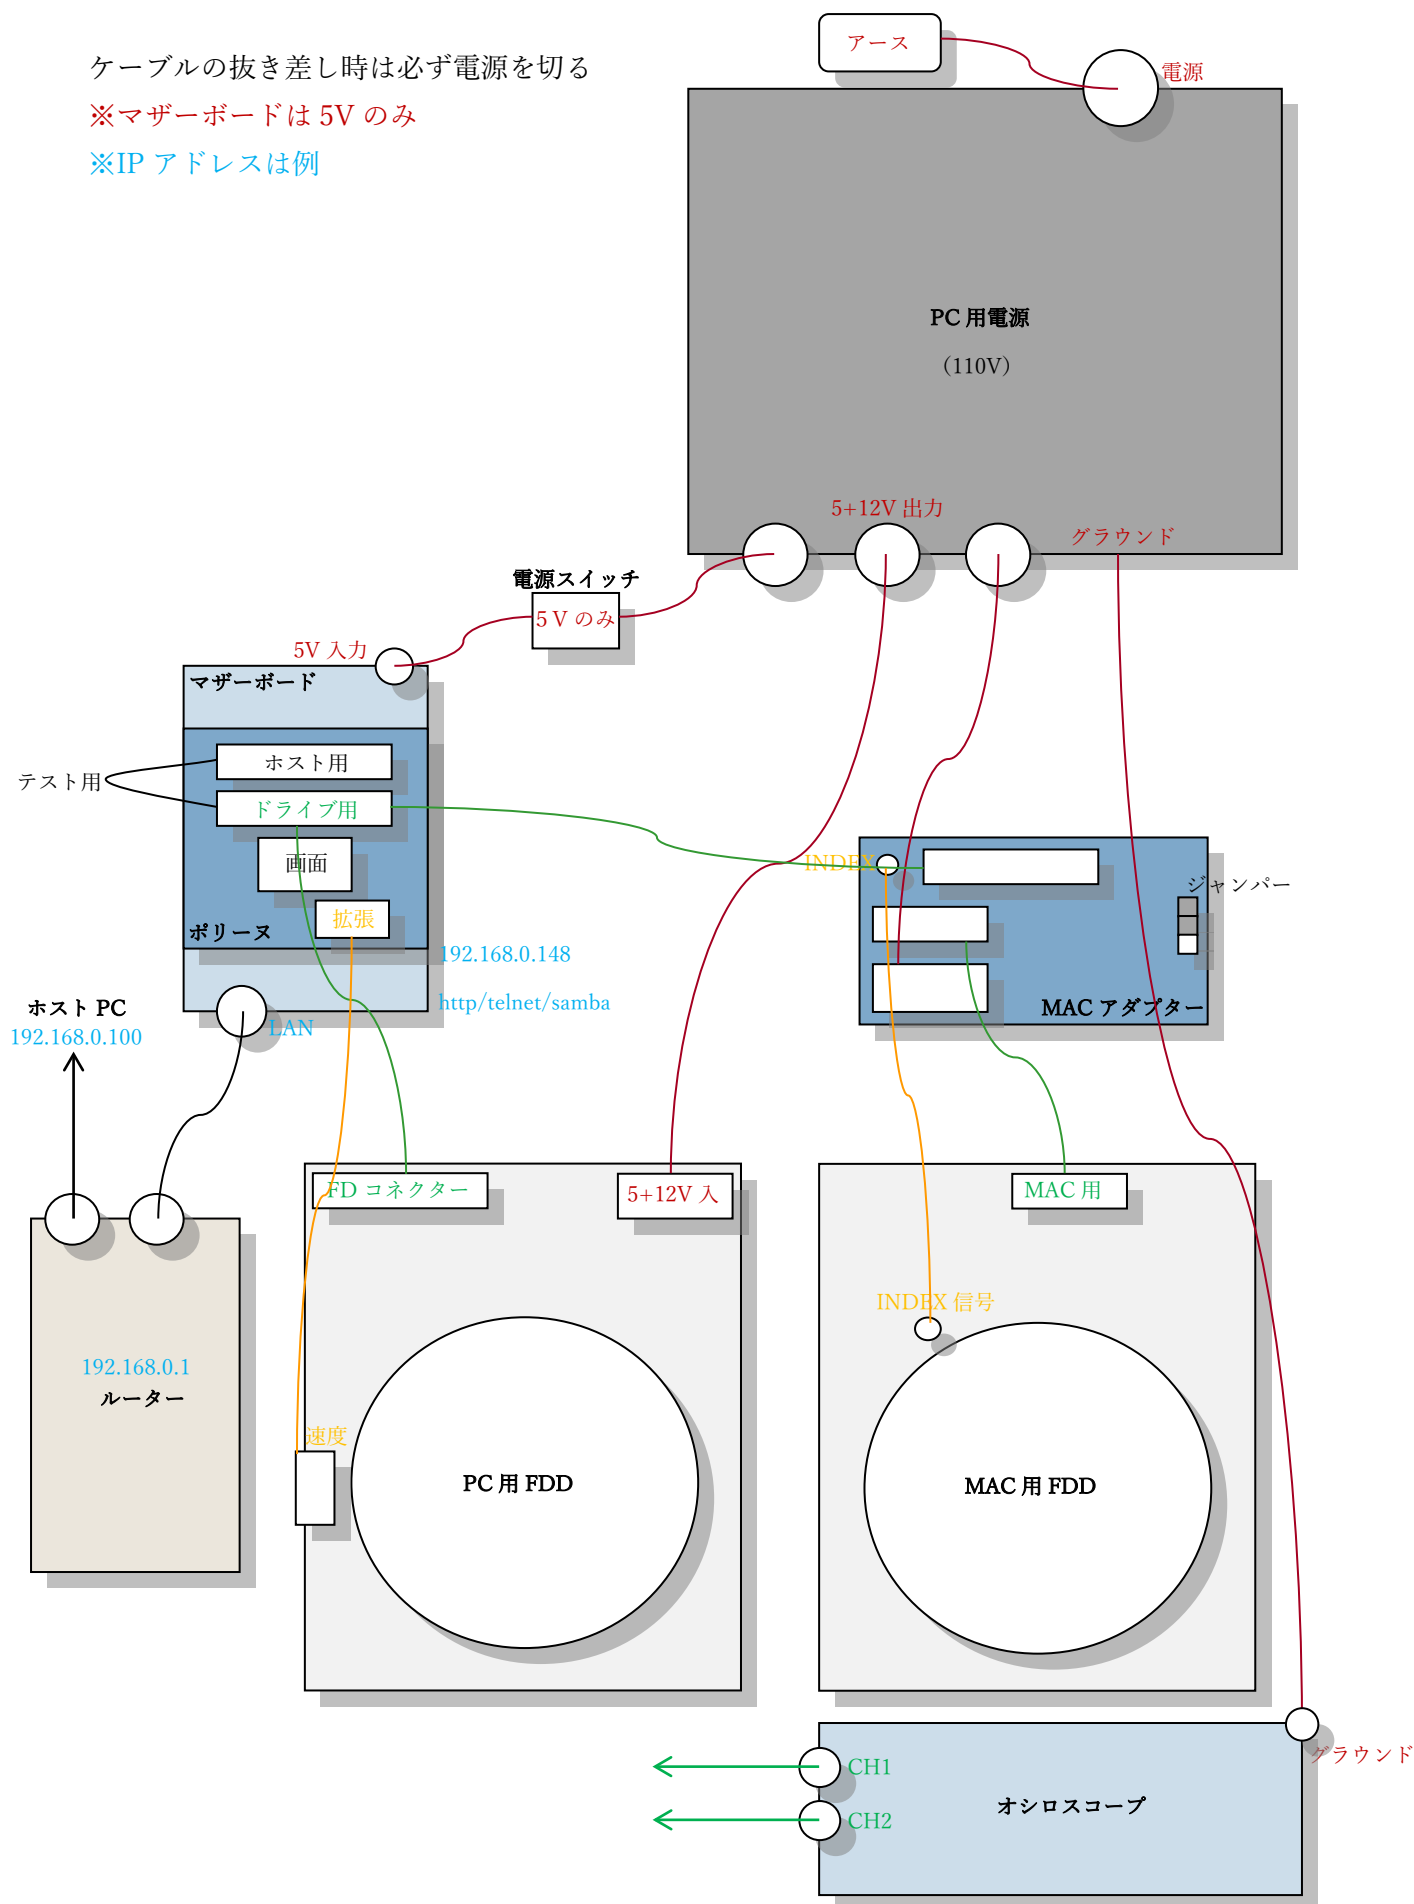 アース
ケーブルの抜き差し時は必ず電源を切る
電源
※マザーボードは 5V のみ
※IP アドレスは例
PC 用電源
（110V）
5+12V 出力
グラウンド
電源スイッチ
5 V のみ
5V 入力
マザーボード
ホスト用
テスト用
ドライブ用
画面
拡張
ポリーヌ
INDEX
ジャンパー
MAC アダプター
192.168.0.148
http/telnet/samba
ホスト PC
192.168.0.100
LAN
FD コネクター
5+12V 入
MAC 用
INDEX 信号
192.168.0.1
ルーター
速度
PC 用 FDD
MAC 用 FDD
グラウンド
CH1
オシロスコープ
CH2